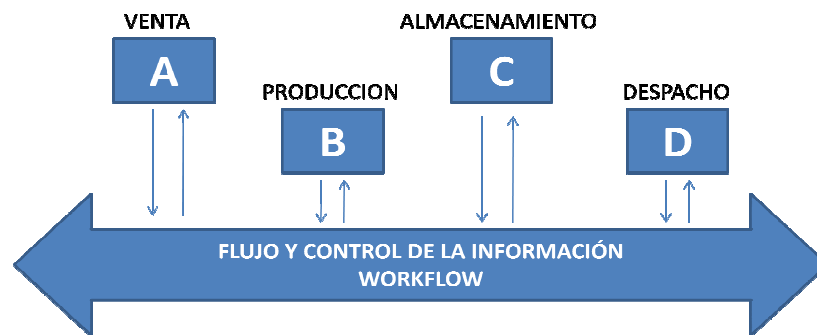 VENTA
A
PRODUCCION
B
ALMACENAMIENTO
C
DESPACHO
D
FLUJO Y CONTROL DE LA INFORMACIÓN
WORKFLOW